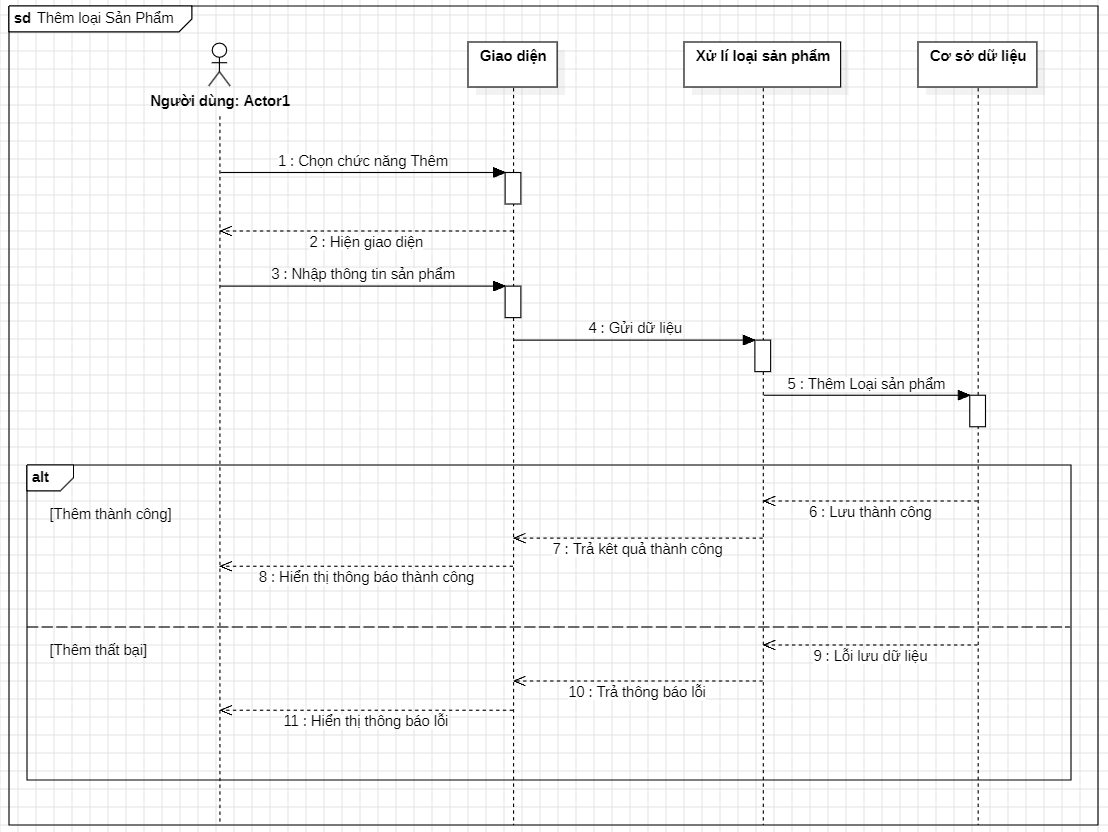 sd Thêm loại Sản Phẩm
Người dùng: Actor1
Giao diện
Xử lí loại sản phẩm
Cơ sở dữ liệu
1 : Chọn chức năng Thêm
2 : Hiện giao diện
3 : Nhập thông tin sản phẩm
4 : Gửi dữ liệu
5 : Thêm Loại sản phẩm
alt
[Thêm thành công]
6 : Lưu thành công
7 : Trả kêt quả thành công
8 : Hiển thị thông báo thành công
[Thêm thất bại]
9 : Lỗi lưu dữ liệu
10 : Trả thông báo lỗi
11 : Hiển thị thông báo lỗi